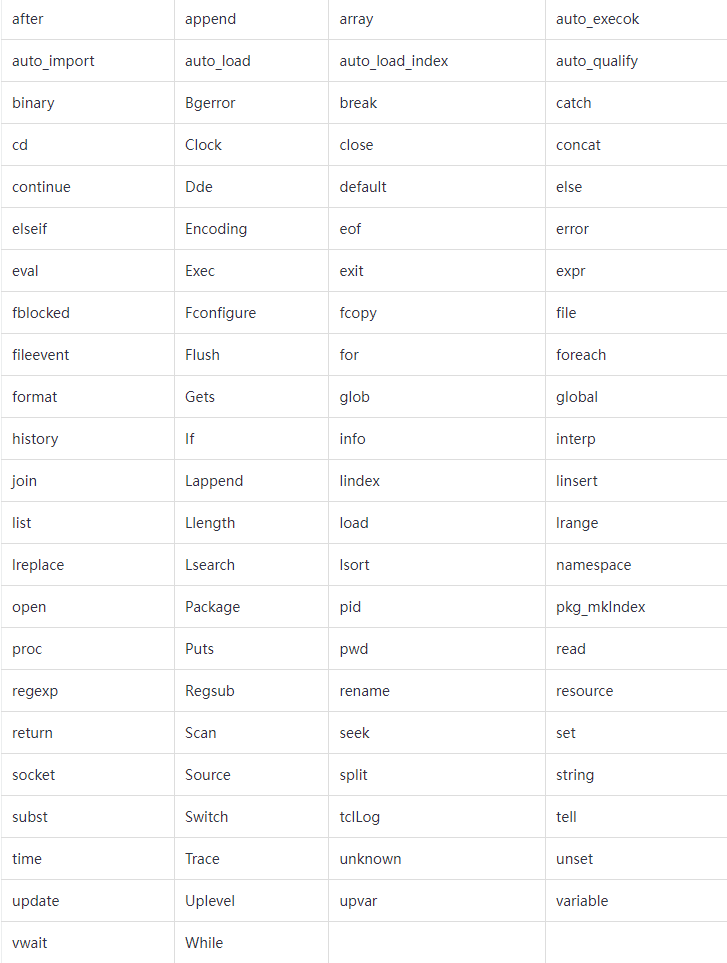 after append array auto_execok
auto_import auto_load auto_load_index auto_qualify
binary Bgerror break catch
cd Clock close concat
continue Dde default else
elseif Encoding eof error
eval Exec exit expr
fblocked Fconfigure fcopy file
fileevent Flush for foreach
format Gets glob global
history If info interp
join Lappend lindex linsert
list Llength load lrange
lreplace Lsearch lsort namespace
open Package pid pkg_mkIndex
proc Puts pwd read
regexp Regsub rename resource
return Scan seek set
socket Source split string
subst Switch tclLog tell
time Trace unknown unset
update Uplevel upvar variable
vwait While